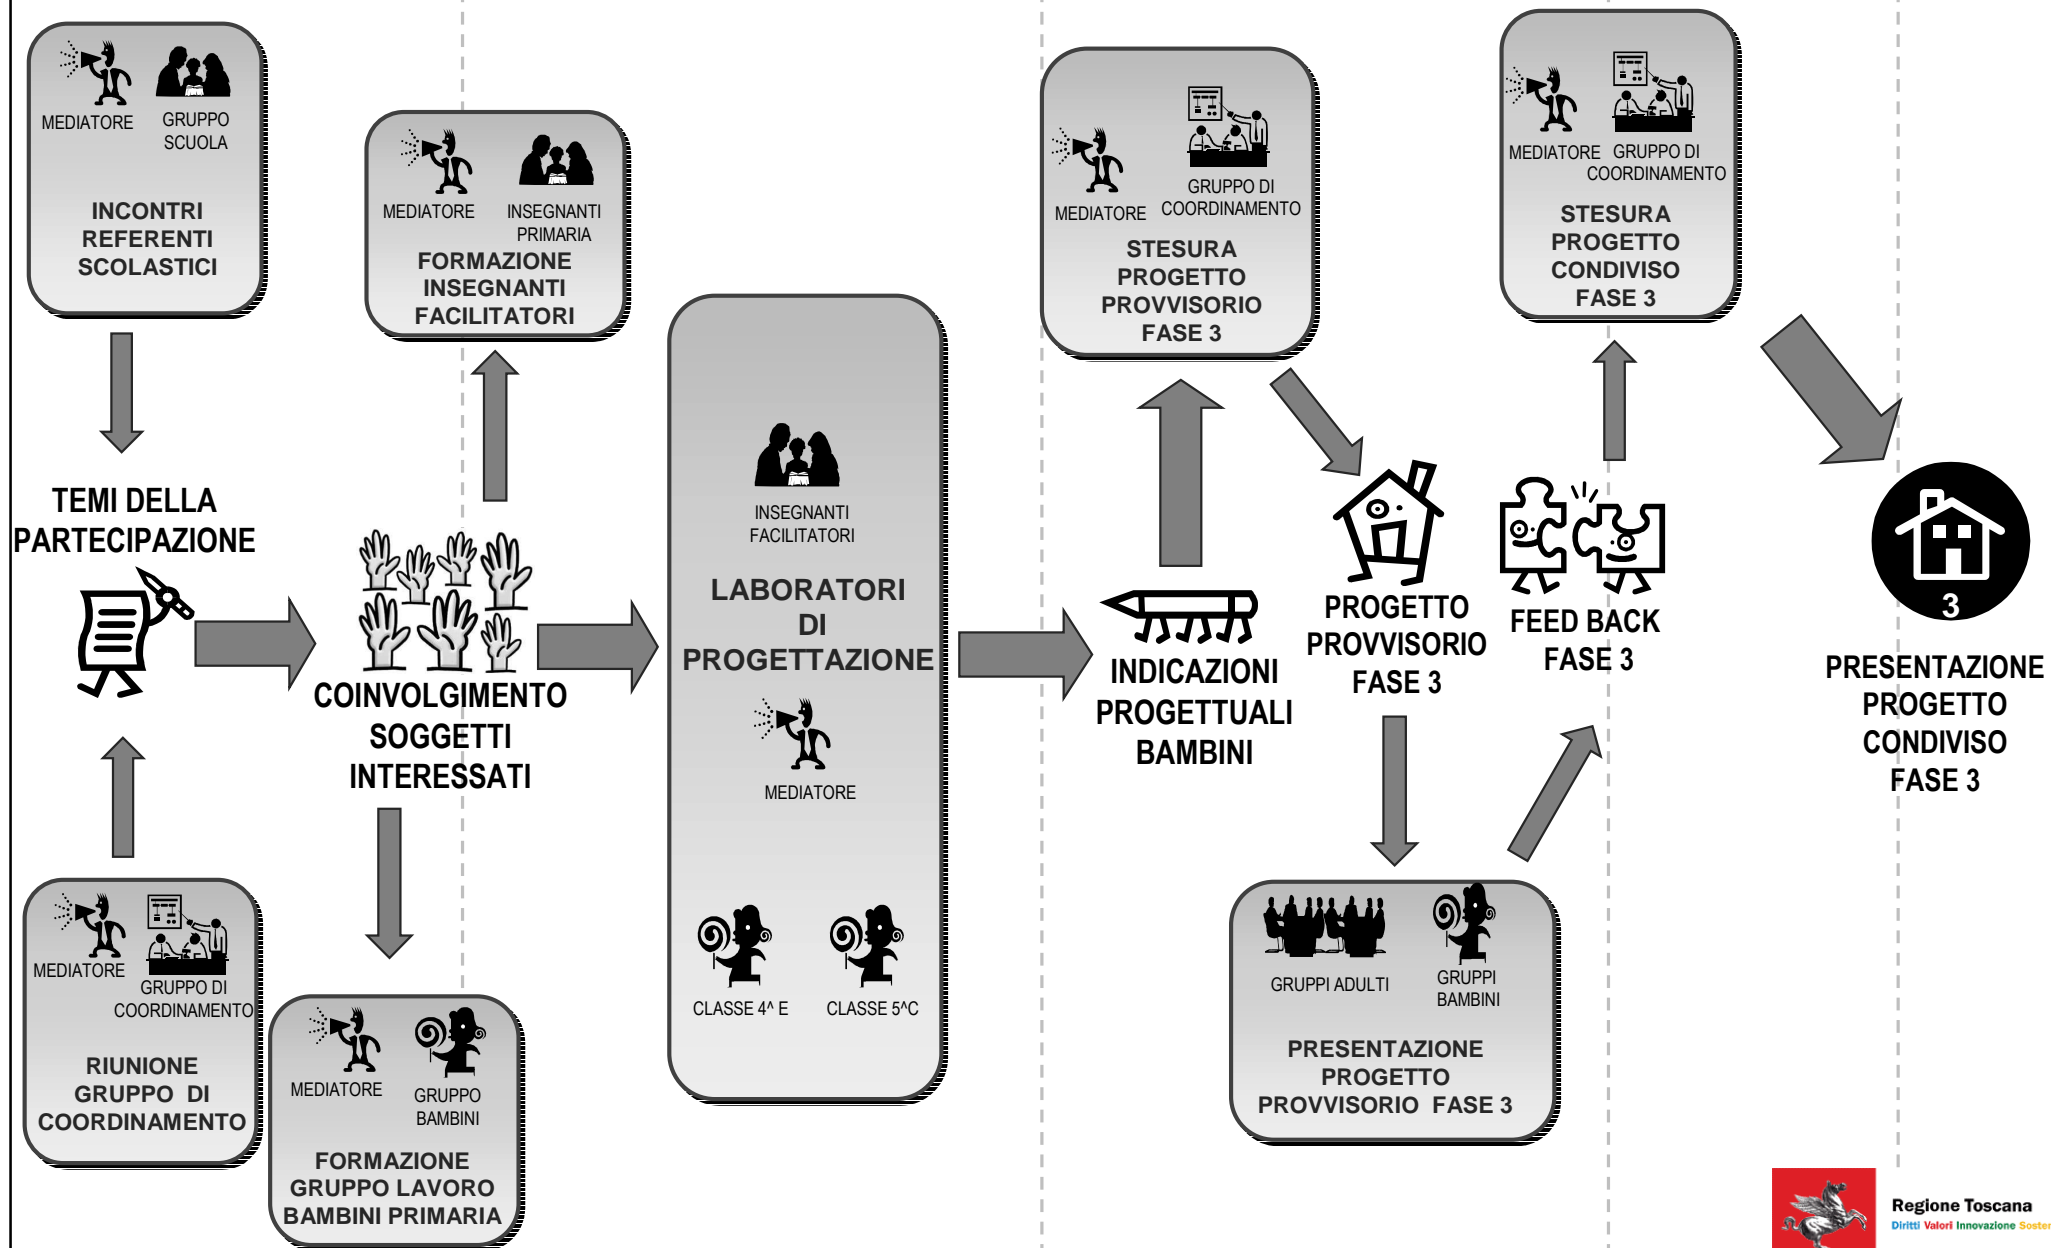 MEDIATORE
GRUPPO
SCUOLA
INCONTRI
REFERENTI
SCOLASTICI
TEMI DELLA
PARTECIPAZIONE
MEDIATORE
GRUPPO DI
COORDINAMENTO
RIUNIONE
GRUPPO DI
COORDINAMENTO
MEDIATORE
INSEGNANTI
PRIMARIA
FORMAZIONE
INSEGNANTI
FACILITATORI
COINVOLGIMENTO
SOGGETTI
INTERESSATI
MEDIATORE
GRUPPO
BAMBINI
FORMAZIONE
GRUPPO LAVORO
BAMBINI PRIMARIA
INSEGNANTI
FACILITATORI
LABORATORI
DI
PROGETTAZIONE
MEDIATORE
CLASSE 4^ E
CLASSE 5^C
MEDIATORE
GRUPPO DI
COORDINAMENTO
STESURA
PROGETTO
PROVVISORIO
FASE 3
INDICAZIONI
PROGETTUALI
BAMBINI
PROGETTO
PROVVISORIO
FASE 3
GRUPPI ADULTI
GRUPPI
BAMBINI
PRESENTAZIONE
PROGETTO
PROVVISORIO FASE 3
FEED BACK
FASE 3
MEDIATORE
GRUPPO DI
COORDINAMENTO
STESURA
PROGETTO
CONDIVISO
FASE 3
3
PRESENTAZIONE
PROGETTO
CONDIVISO
FASE 3
Regione Toscana
Diritti Valori Innovazione Soste